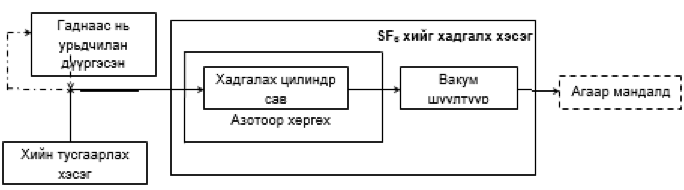 Гаднаас нь
урьдчилан
дүүргэсэн
SF₆ хийг хадгалх хэсэг
Хадгалах цилиндр
сав
Вакум
шүүлтүүр
Агаар мандалд
Азотоор хөргөх
Хийн тусгаарлах
хэсэг